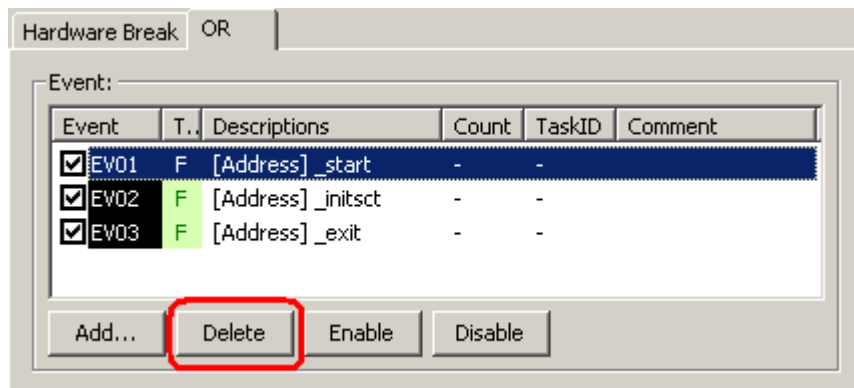 Hardware Break OR
Event:
Event T.. Descriptions Count TaskID Comment
EV01 F [Address] _start - -
EV02 F [Address] _initsct - -
EV03 F [Address] _exit - -
Add... Delete Enable Disable